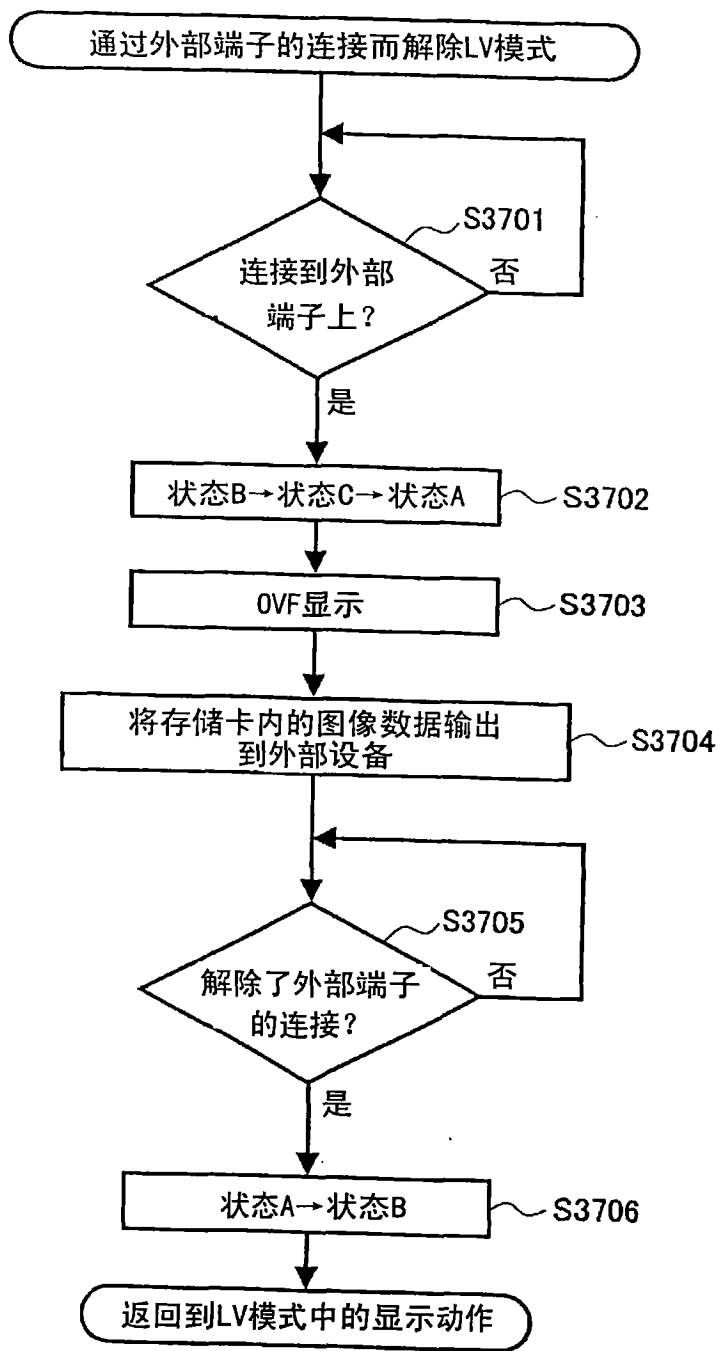 通过外部端子的连接而解除LV模式
S3701
连接到外部
端子上?
否
是
状态B→状态C→状态A
S3702
OVF显示
S3703
将存储卡内的图像数据输出
到外部设备
S3704
S3705
解除了外部端子
的连接?
否
是
状态A→状态B
S3706
返回到LV模式中的显示动作